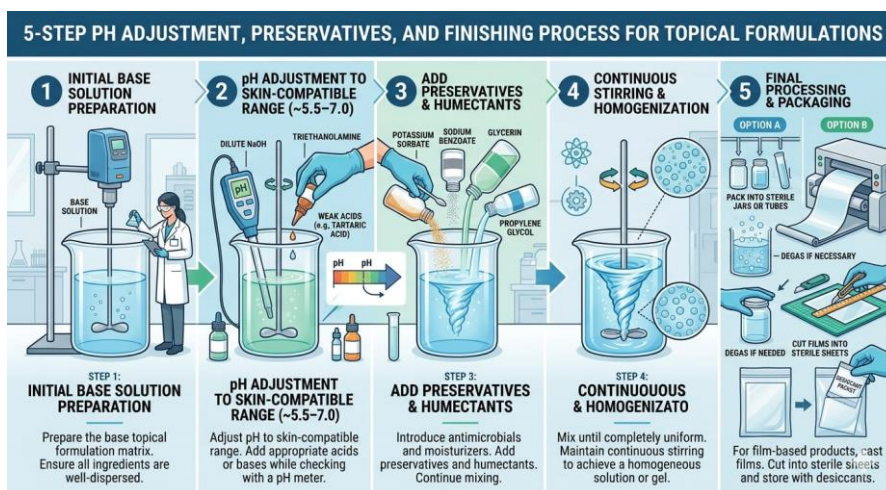 5-STEP PH ADJUSTMENT, PRESERVATIVES, AND FINISHING PROCESS FOR TOPICAL FORMULATIONS
1
INITIAL BASE
SOLUTION
PREPARATION
BASE
SOLUTION
STEP 1:
INITIAL BASE SOLUTION
PREPARATION
Prepare the base topical
formulation matrix.
Ensure all ingredients are
well-dispersed.
2
pH ADJUSTMENT TO
SKIN-COMPATIBLE
RANGE (~5.5–7.0)
DILUTE NaOH
TRIETHANOLAMINE
pH
WEAK ACIDS
(e.g., TARTARIC
ACID)
pH pH
pH ADJUSTMENT
TO SKIN-COMPATIBLE
RANGE (~5.5–7.0)
Adjust pH to skin-compatible
range. Add appropriate
acids or bases while checking
with a pH meter.
3
ADD
PRESERVATIVES
& HUMECTANTS
POTASSIUM
SORBATE
SODIUM
BENZOATE
GLYCERIN
PROPYLENE
GLYCOL
STEP 3:
ADD PRESERVATIVES
& HUMECTANTS
Introduce antimicrobials
and moisturizers. Add
preservatives and humectants.
Continue mixing.
4
CONTINUOUS
STIRRING &
HOMOGENIZATION
STEP 4:
CONTINUOUOUS
& HOMOGENIZATO
Mix until completely uniform.
Maintain continuous stirring
to achieve a homogeneous
solution or gel.
5
FINAL
PROCESSING
& PACKAGING
OPTION A
OPTION B
PACK INTO STERILE
JARS OR TUBES
DEGAS IF NECESSARY
DEGAS IF NEEDED
CUT FILMS INTO
STERILE SHEETS
DESICCANT
PACKET
For film-based products, cast
films. Cut into sterile sheets
and store with desiccants.